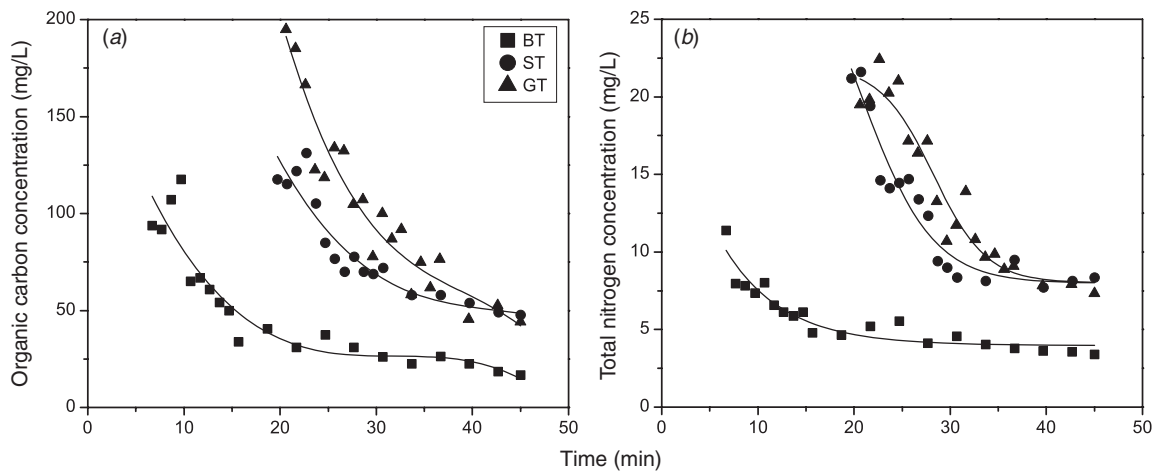 (a)
BT
ST
GT
Organic carbon concentration (mg/L)
200
150
100
50
0
0 10 20 30 40 50
(b)
Total nitrogen concentration (mg/L)
25
20
15
10
5
0
0 10 20 30 40 50
Time (min)